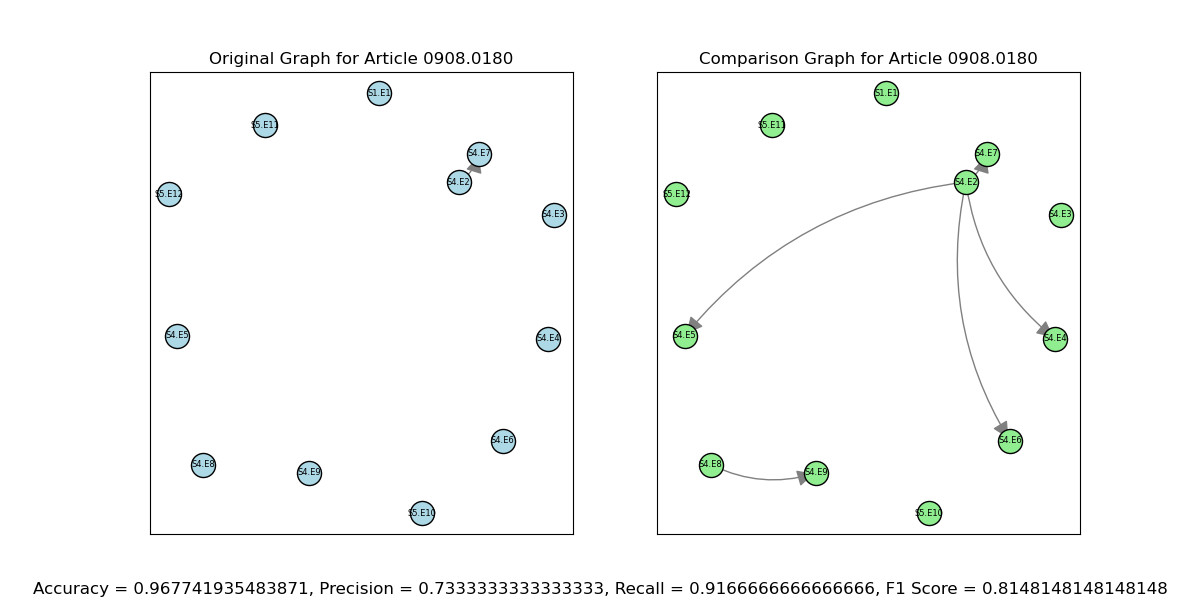 Original Graph for Article 0908.0180
S1.E1
S5.E11
S4.E7
S4.E2
S5.E12
S4.E3
S4.E5
S4.E4
S4.E6
S4.E8
S4.E9
S5.E10
Comparison Graph for Article 0908.0180
S1.E1
S5.E11
S4.E7
S4.E2
S5.E12
S4.E3
S4.E5
S4.E4
S4.E6
S4.E8
S4.E9
S5.E10
Accuracy = 0.967741935483871, Precision = 0.7333333333333333, Recall = 0.9166666666666666, F1 Score = 0.8148148148148148